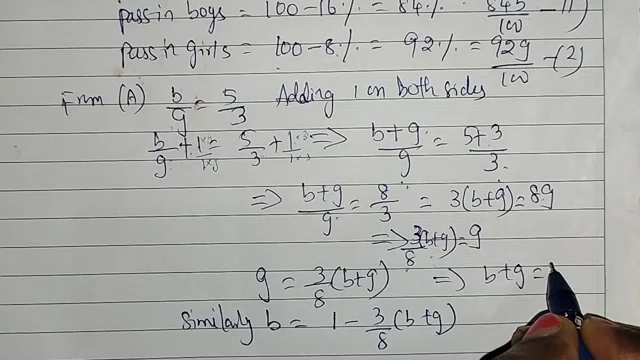 pass in boys = 100-16% = 84% = 84b/100 -(1)
pass in girls = 100-8% = 92% = 92g/100 -(2)
From (A) b/g = 5/3 Adding 1 on both sides
b/g + 1 = 5/3 + 1 => b+g/g = 5+3/3
=> b+g/g = 8/3 = 3(b+g) = 8g
=> 3/8(b+g) = g
g = 3/8(b+g) => b+g =
Similarly b = 1 - 3/8(b+g)